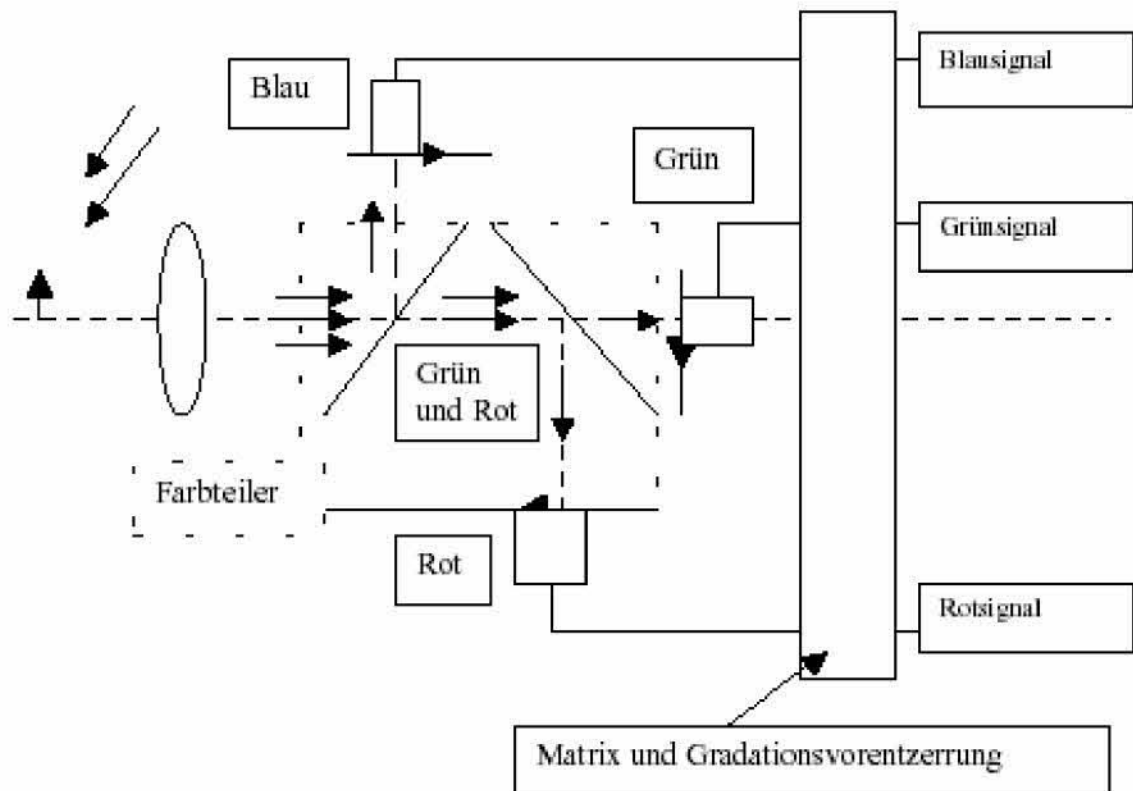 Blausignal
Blau
Grün
Grünsignal
Grün
und Rot
Farbteiler
Rot
Rotsignal
Matrix und Gradationsvorentzerrung